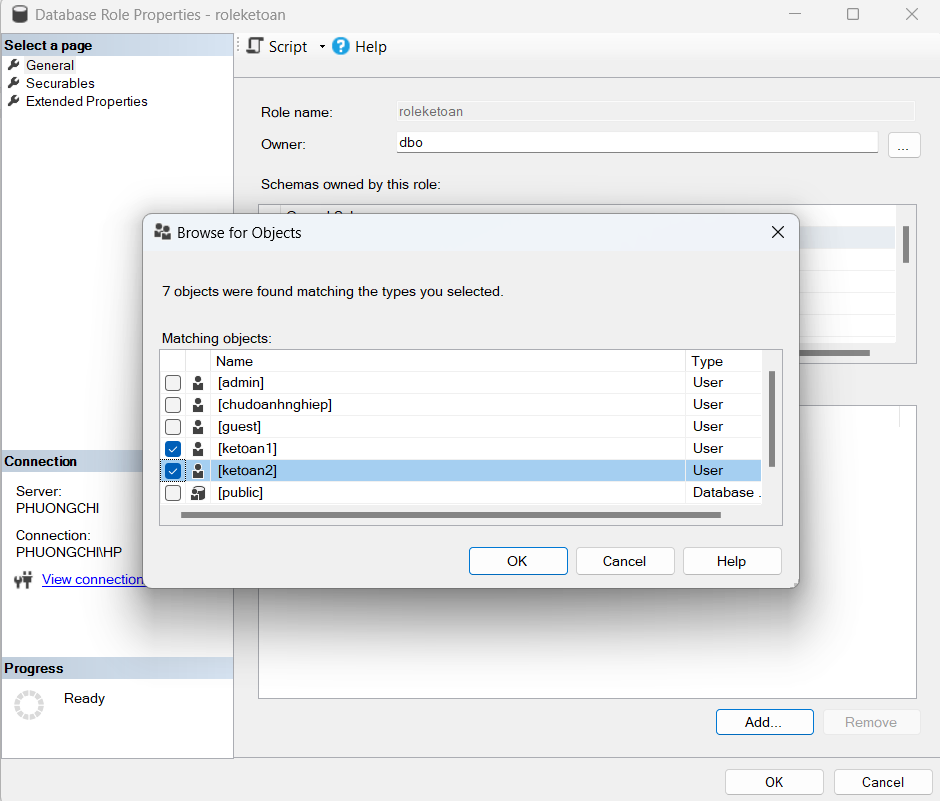 Database Role Properties - roleketoan
Select a page
General
Securables
Extended Properties
Script
Help
Role name:
roleketoan
Owner:
dbo
...
Schemas owned by this role:
Browse for Objects
7 objects were found matching the types you selected.
Matching objects:
Name Type
[admin] User
[chudoanhnghiep] User
[guest] User
[ketoan1] User
[ketoan2] User
[public] Database .
OK Cancel Help
Connection
Server:
PHUONGCHI
Connection:
PHUONGCHI\HP
View connection
Progress
Ready
Add... Remove
OK Cancel